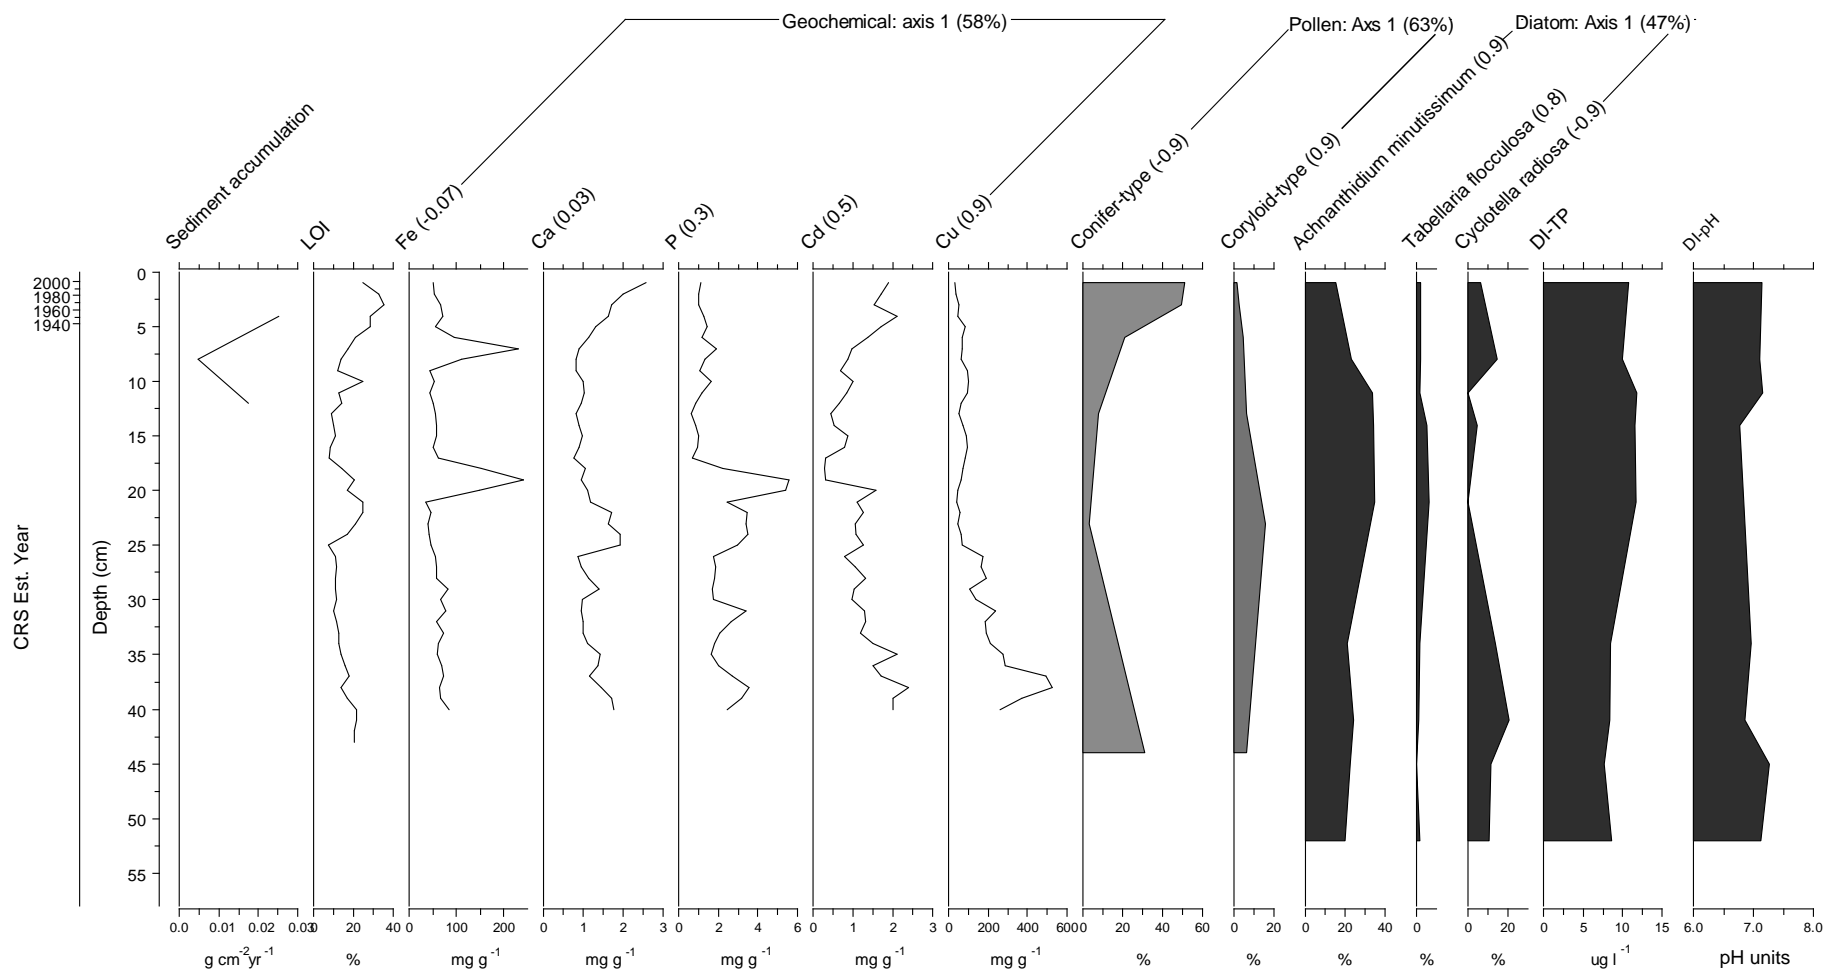 Geochemical: axis 1 (58%)
Pollen: Axs 1 (63%)
Diatom: Axis 1 (47%)
Sediment accumulation
LOI
Fe (-0.07)
Ca (0.03)
P (0.3)
Cd (0.5)
Cu (0.9)
Conifer-type (-0.9)
Coryloid-type (0.9)
Achnanthidium minutissimum (0.9)
Tabellaria flocculosa (0.8)
Cyclotella radiosa (-0.9)
DI-TP
DI-pH
CRS Est. Year
2000
1980
1960
1940
Depth (cm)
0
5
10
15
20
25
30
35
40
45
50
55
0.0 0.01 0.02 0.03
0 20 40
0 100 200
0 1 2 3
0 2 4 6
0 1 2 3
0 200 400 600
0 20 40 60
0 20
0 20 40
0
0 20
0 5 10 15
6.0 7.0 8.0
g cm-2yr -1
%
mg g -1
mg g -1
mg g -1
mg g -1
mg g -1
%
%
%
%
%
ug l -1
pH units